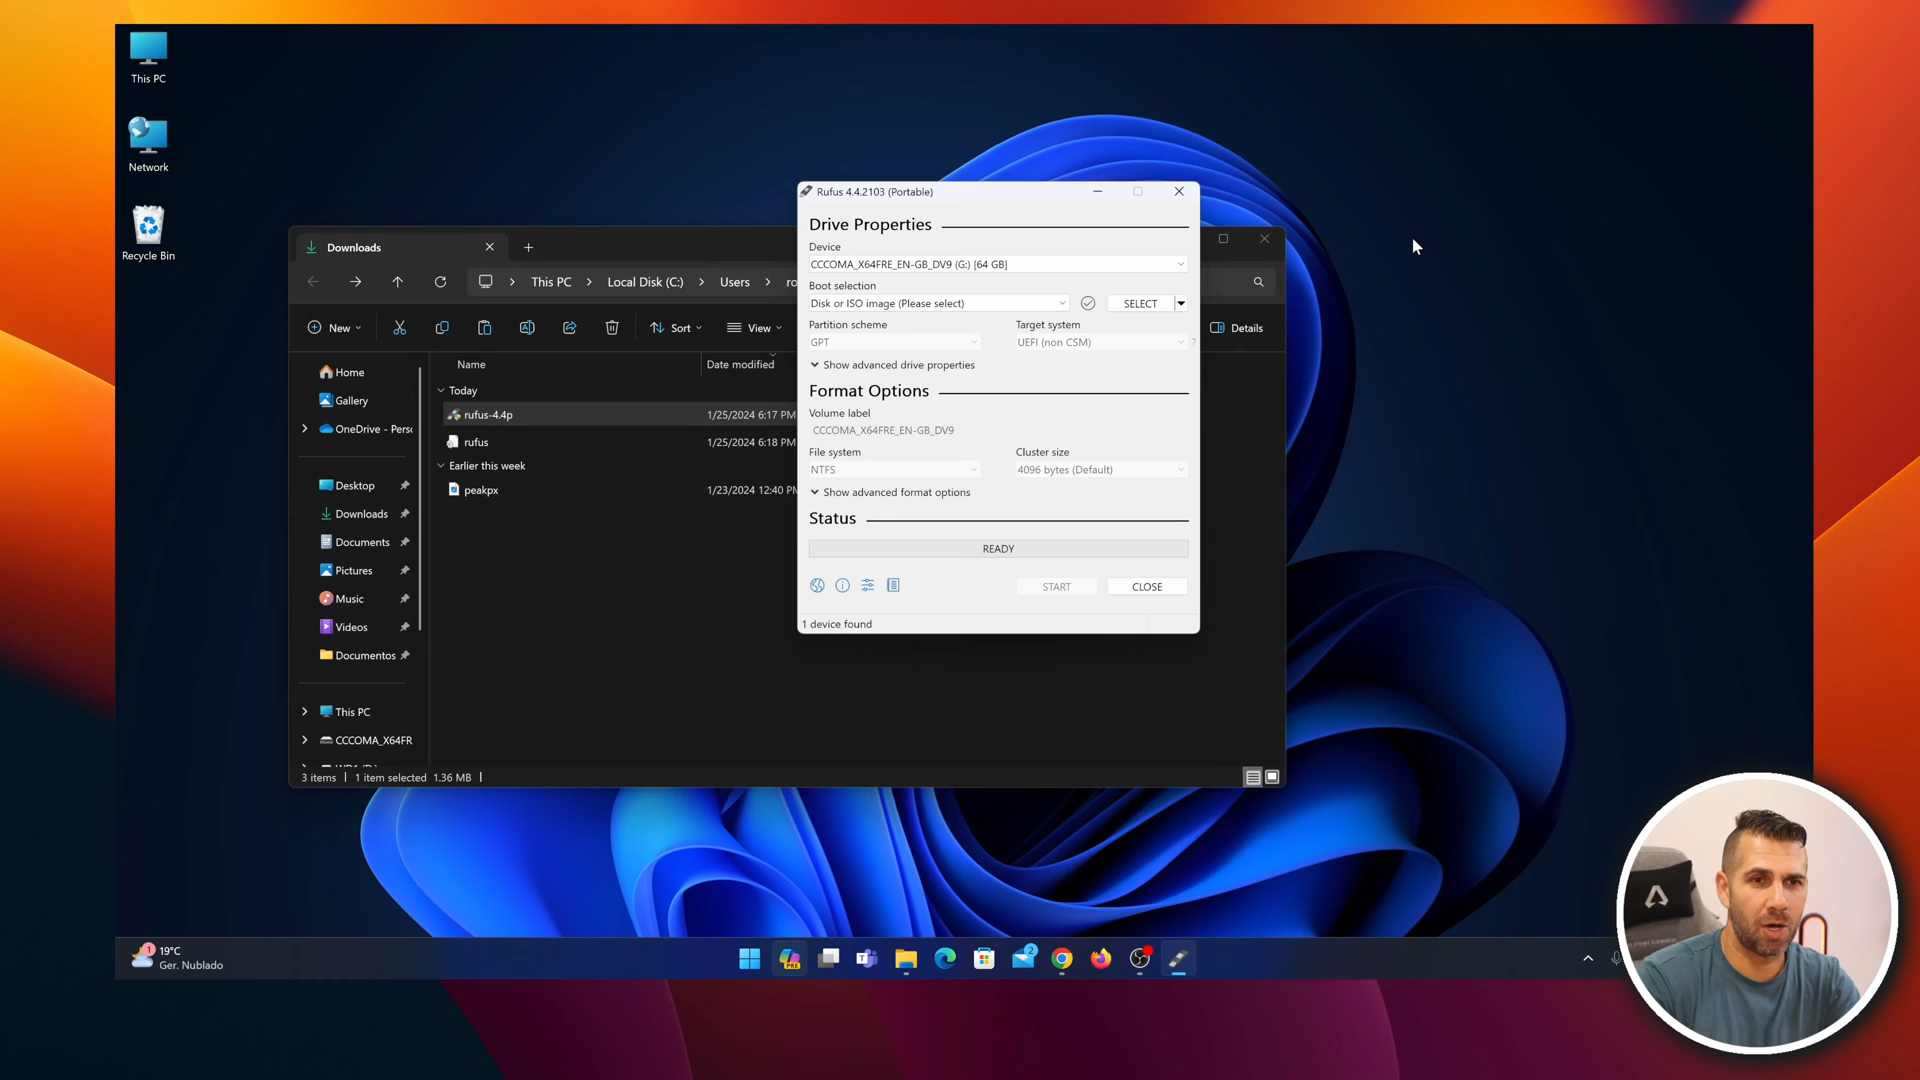 This PC
Network
Recycle Bin
Downloads
This PC
Local Disk (C:)
Users
ro
New
Sort
View
Details
Home
Gallery
OneDrive - Perso
Desktop
Downloads
Documents
Pictures
Music
Videos
Documentos
This PC
CCCOMA_X64FR
Name
Date modified
Today
rufus-4.4p
1/25/2024 6:17 PM
rufus
1/25/2024 6:18 PM
Earlier this week
peakpx
1/23/2024 12:40 PM
3 items
1 item selected 1.36 MB
Rufus 4.4.2103 (Portable)
Drive Properties
Device
CCCOMA_X64FRE_EN-GB_DV9 (G:) [64 GB]
Boot selection
Disk or ISO image (Please select)
SELECT
Partition scheme
Target system
GPT
UEFI (non CSM)
?
Show advanced drive properties
Format Options
Volume label
CCCOMA_X64FRE_EN-GB_DV9
File system
Cluster size
NTFS
4096 bytes (Default)
Show advanced format options
Status
READY
START
CLOSE
1 device found
1
19°C
Ger. Nublado
PRE
2